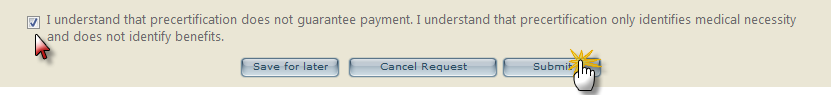 I understand that precertification does not guarantee payment. I understand that precertification only identifies medical necessity
and does not identify benefits.
Save for later Cancel Request Submit